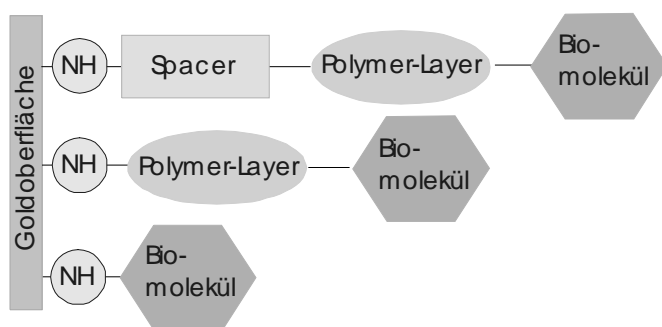 Goldoberfläche
NH
Spacer
Polymer-Layer
Bio-
molekül
NH
Polymer-Layer
Bio-
molekül
NH
Bio-
molekül